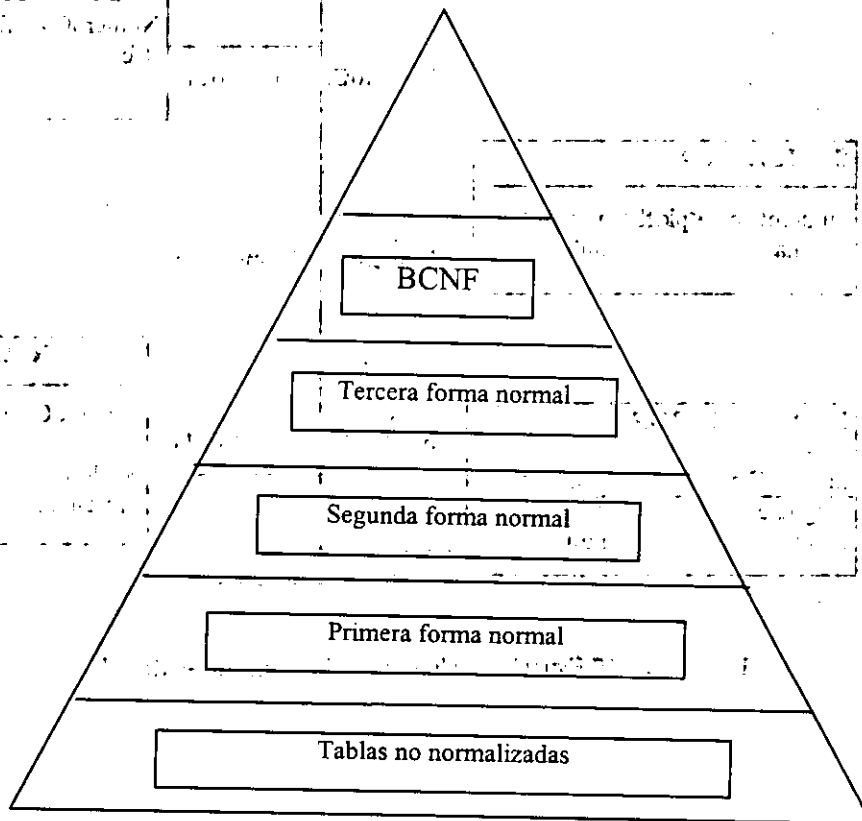 BCNF
Tercera forma normal
Segunda forma normal
Primera forma normal
Tablas no normalizadas